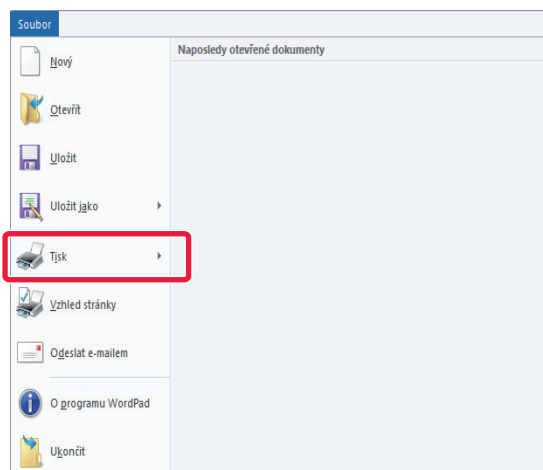 Soubor
Naposledy otevřené dokumenty
Nový
Otevřít
Uložit
Uložit jako
Tisk
Vzhled stránky
Odeslat e-mailem
O programu WordPad
Ukončit